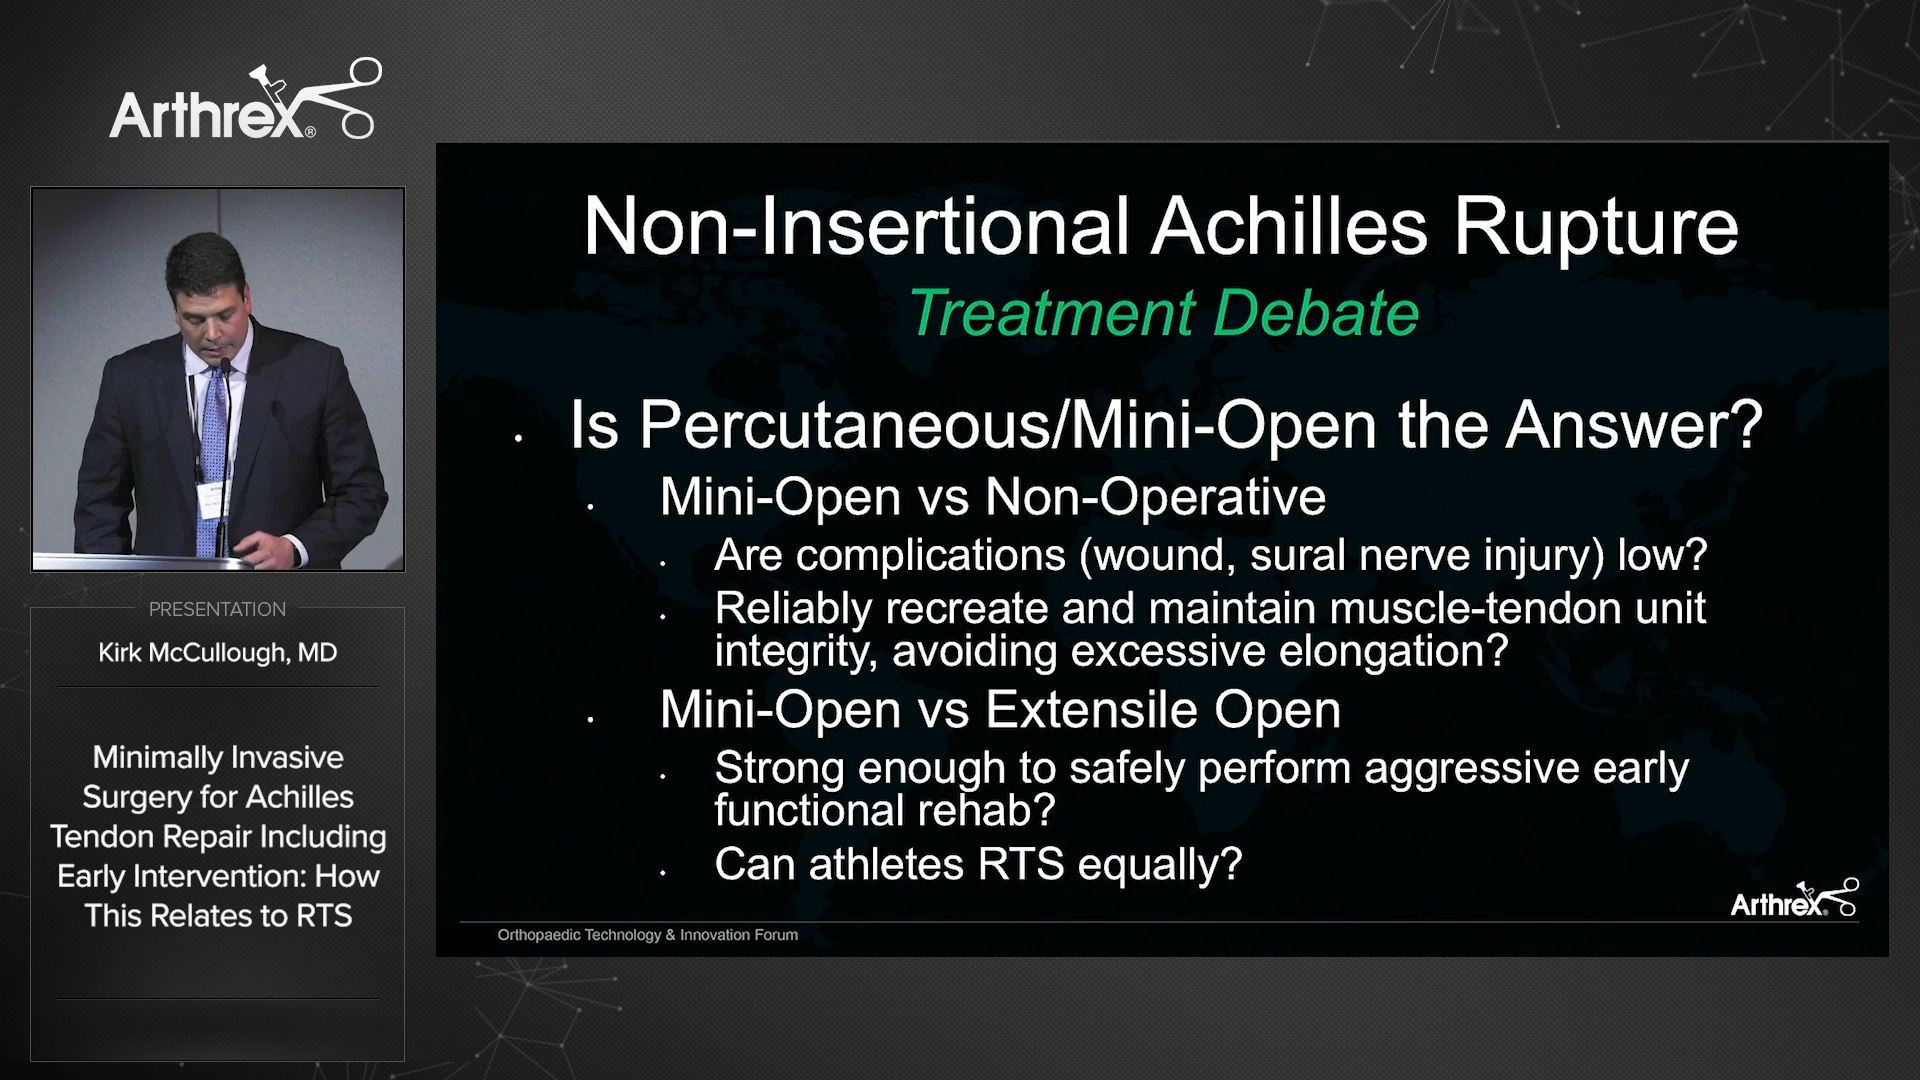 Arthrex®
PRESENTATION
Kirk McCullough, MD
Minimally Invasive
Surgery for Achilles
Tendon Repair Including
Early Intervention: How
This Relates to RTS
Non-Insertional Achilles Rupture
Treatment Debate
• Is Percutaneous/Mini-Open the Answer?
• Mini-Open vs Non-Operative
• Are complications (wound, sural nerve injury) low?
• Reliably recreate and maintain muscle-tendon unit
integrity, avoiding excessive elongation?
• Mini-Open vs Extensile Open
• Strong enough to safely perform aggressive early
functional rehab?
• Can athletes RTS equally?
Arthrex®
Orthopaedic Technology & Innovation Forum